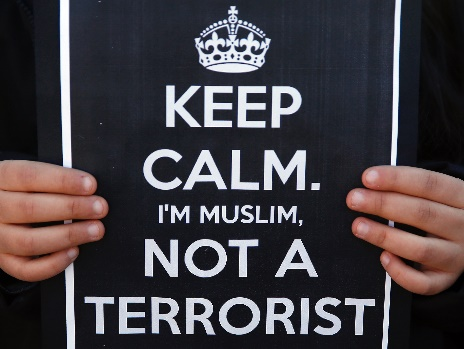 KEEP
CALM.
I'M MUSLIM,
NOT A
TERRORIST